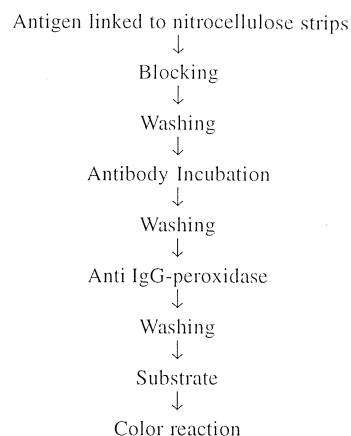 Antigen linked to nitrocellulose strips
Blocking
Washing
Antibody Incubation
Washing
Anti IgG-peroxidase
Washing
Substrate
Color reaction